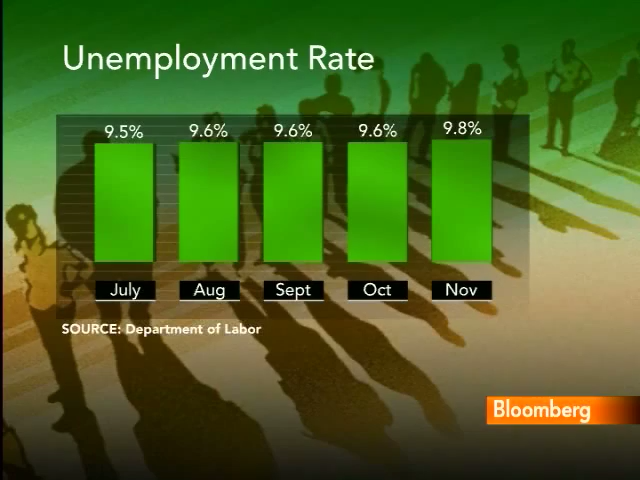 Unemployment Rate
9.5% 9.6% 9.6% 9.6% 9.8%
July Aug Sept Oct Nov
SOURCE: Department of Labor
Bloomberg